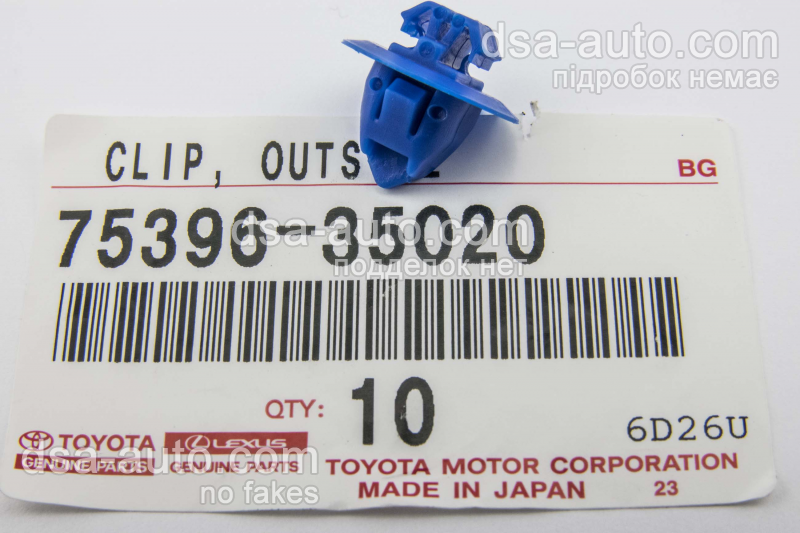 dsa-auto.com
підробок немає
CLIP, OUTS
BG
75396-35020
dsa-auto.com
подделок нет
QTY: 10
6D26U
TOYOTA
GENUINE PARTS
LEXUS
GENUINE PARTS
dsa-auto.com
no fakes
TOYOTA MOTOR CORPORATION
MADE IN JAPAN 23